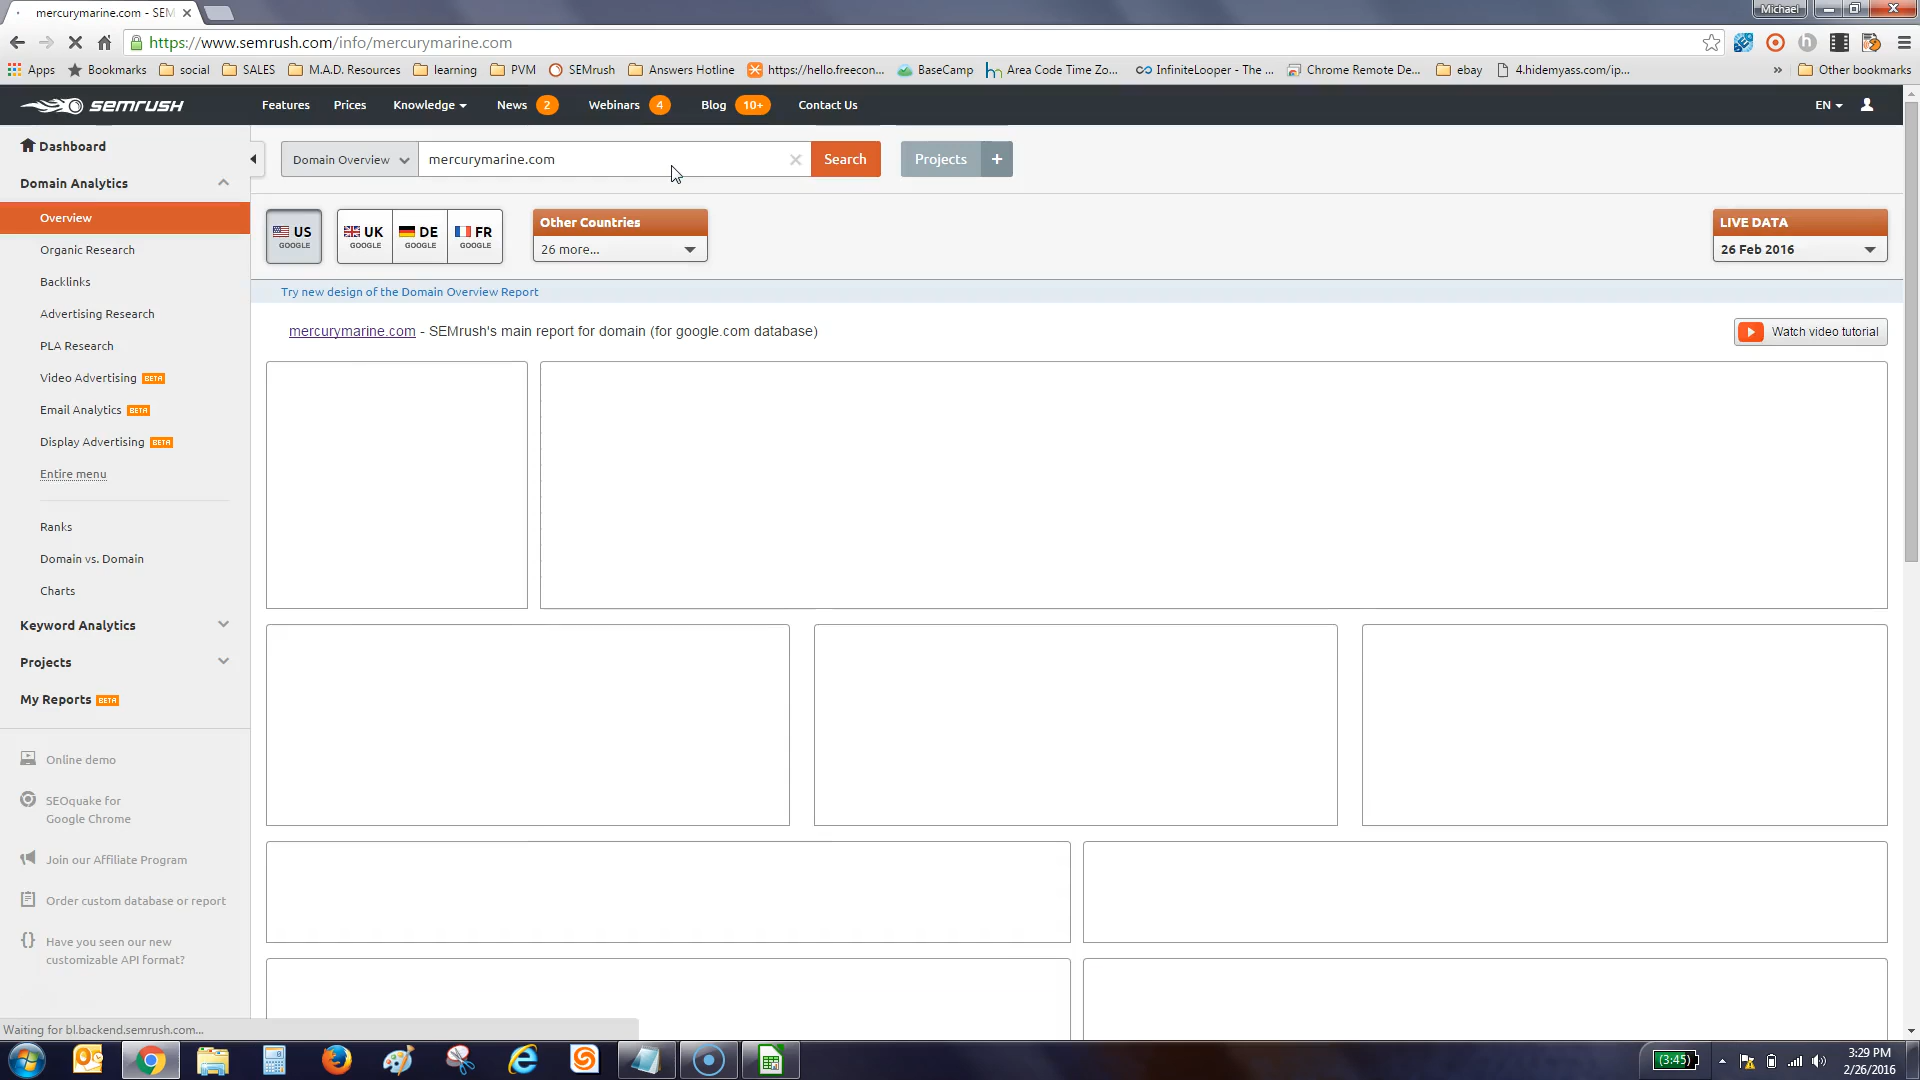 mercurymarine.com - SEM
Michael
https://www.semrush.com/info/mercurymarine.com
Apps
Bookmarks
social
SALES
M.A.D. Resources
learning
PVM
SEMrush
Answers Hotline
https://hello.freecon...
BaseCamp
Area Code Time Zo...
InfiniteLooper - The ...
Chrome Remote De...
ebay
4.hidemyass.com/ip...
»
Other bookmarks
semrush
Features
Prices
Knowledge
News 2
Webinars 4
Blog 10+
Contact Us
EN
Dashboard
Domain Analytics
Overview
Organic Research
Backlinks
Advertising Research
PLA Research
Video Advertising BETA
Email Analytics BETA
Display Advertising BETA
Entire menu
Ranks
Domain vs. Domain
Charts
Keyword Analytics
Projects
My Reports BETA
Online demo
SEOquake for
Google Chrome
Join our Affiliate Program
Order custom database or report
Have you seen our new
customizable API format?
Domain Overview
mercurymarine.com
Search
Projects +
US
GOOGLE
UK
GOOGLE
DE
GOOGLE
FR
GOOGLE
Other Countries
26 more...
LIVE DATA
26 Feb 2016
Try new design of the Domain Overview Report
mercurymarine.com - SEMrush's main report for domain (for google.com database)
Watch video tutorial
Waiting for bl.backend.semrush.com...
(3:45)
3:29 PM
2/26/2016